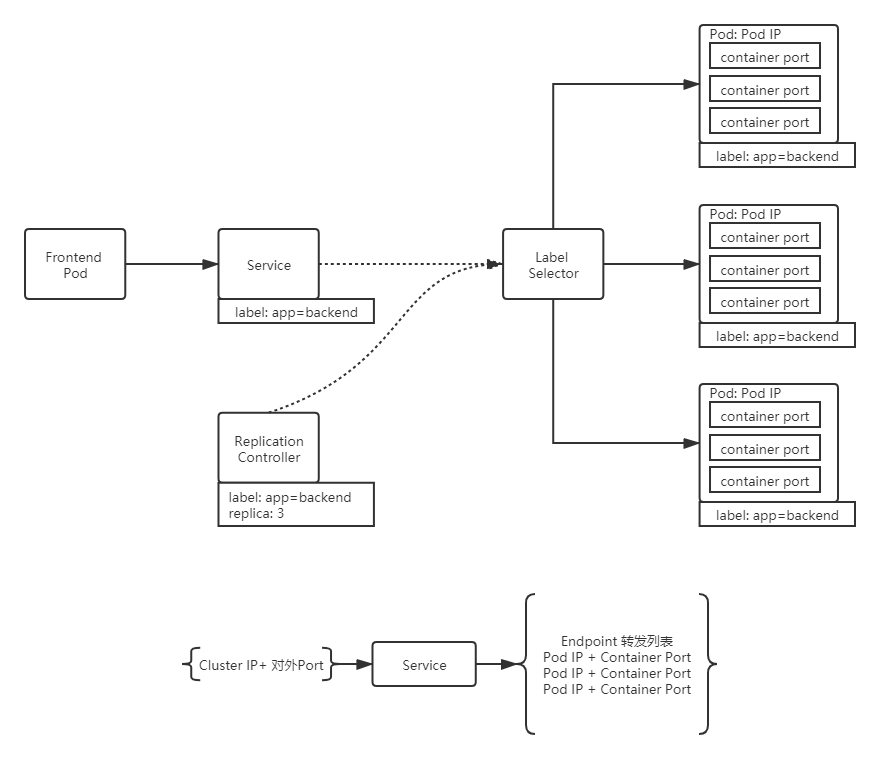 Pod: Pod IP
container port
container port
container port
label: app=backend
Frontend
Pod
Service
label: app=backend
Label
Selector
Pod: Pod IP
container port
container port
container port
label: app=backend
Replication
Controller
label: app=backend
replica: 3
Pod: Pod IP
container port
container port
container port
label: app=backend
Cluster IP+ 对外Port
Service
Endpoint 转发列表
Pod IP + Container Port
Pod IP + Container Port
Pod IP + Container Port